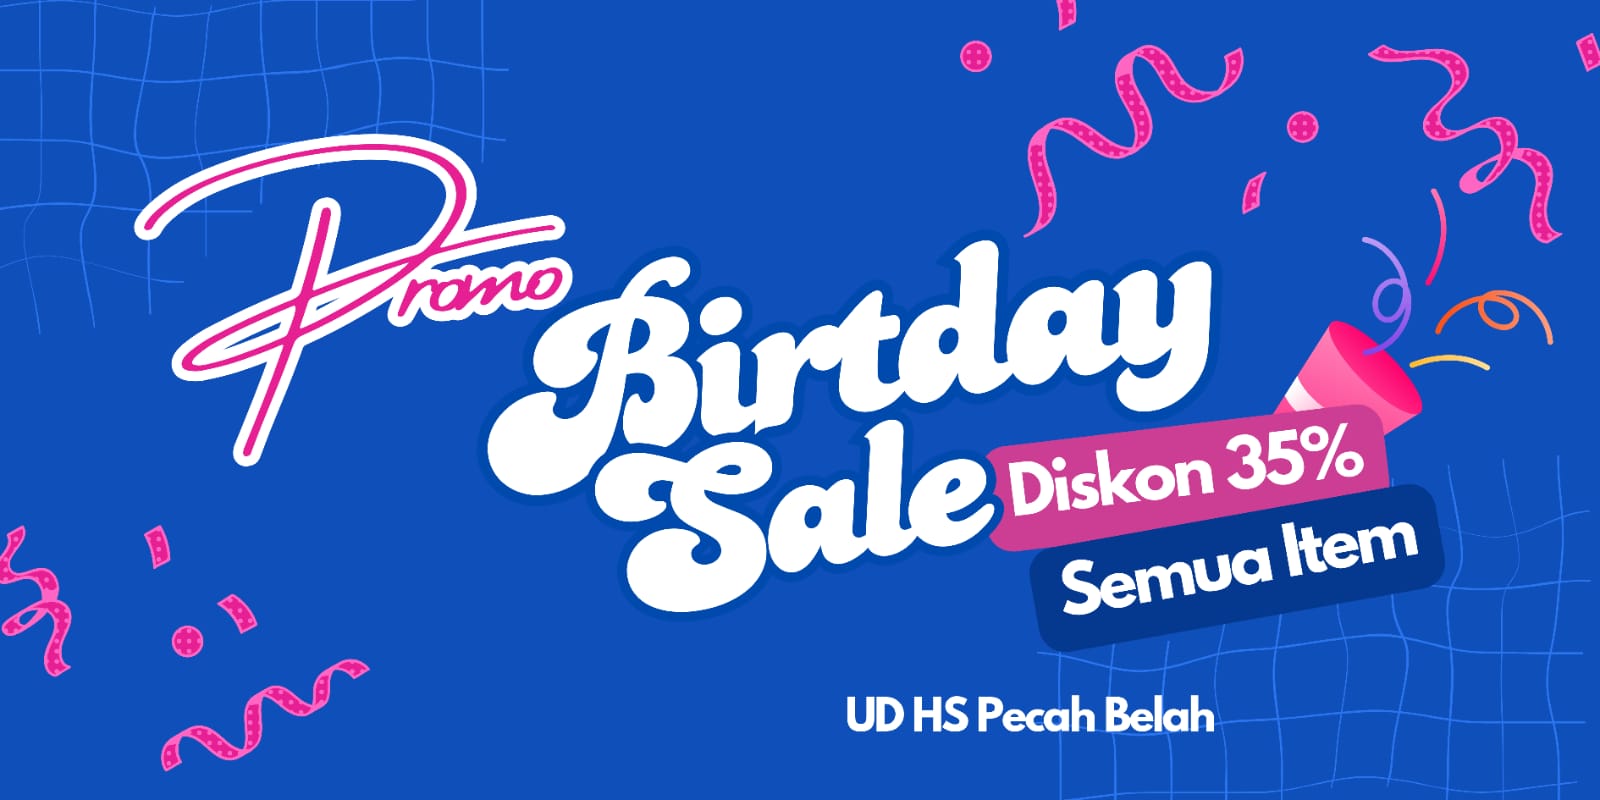 Promo
Birtday
Sale
Diskon 35%
Semua Item
UD HS Pecah Belah